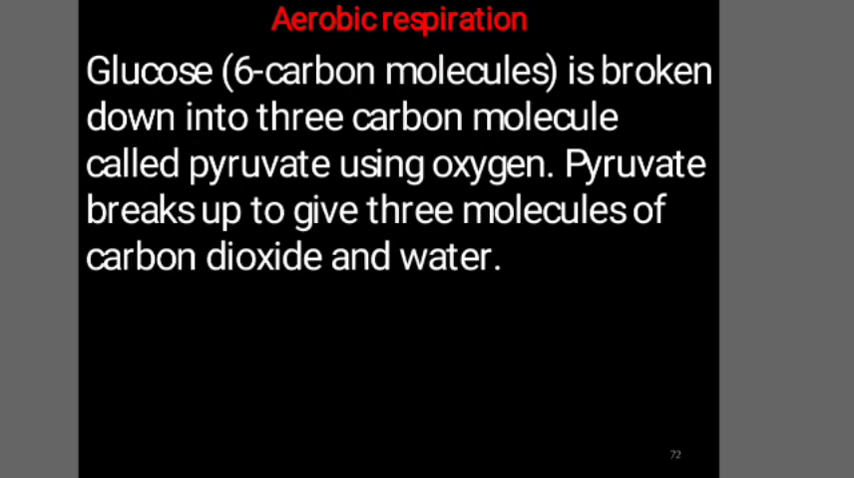 Aerobic respiration
Glucose (6-carbon molecules) is broken
down into three carbon molecule
called pyruvate using oxygen. Pyruvate
breaks up to give three molecules of
carbon dioxide and water.
72